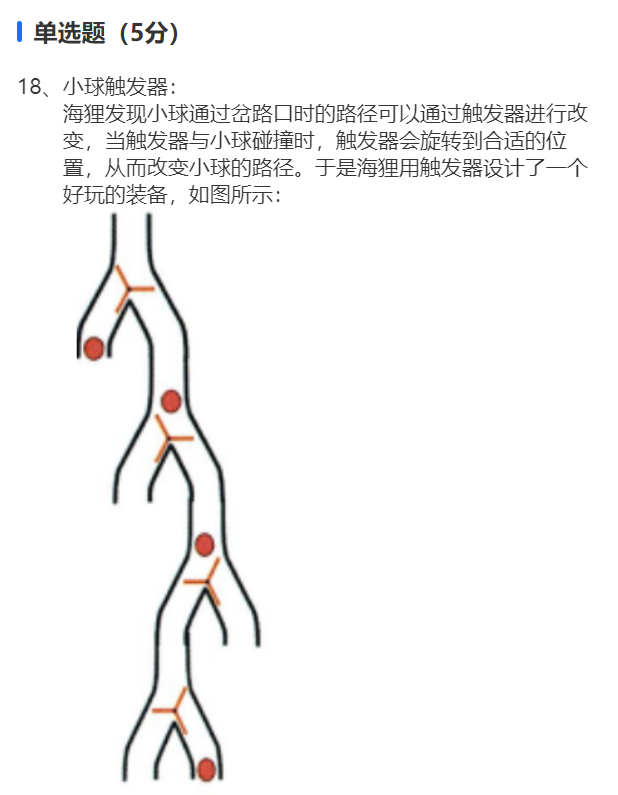 单选题（5分）
18、小球触发器：
海狸发现小球通过岔路口时的路径可以通过触发器进行改
变，当触发器与小球碰撞时，触发器会旋转到合适的位
置，从而改变小球的路径。于是海狸用触发器设计了一个
好玩的装备，如图所示：